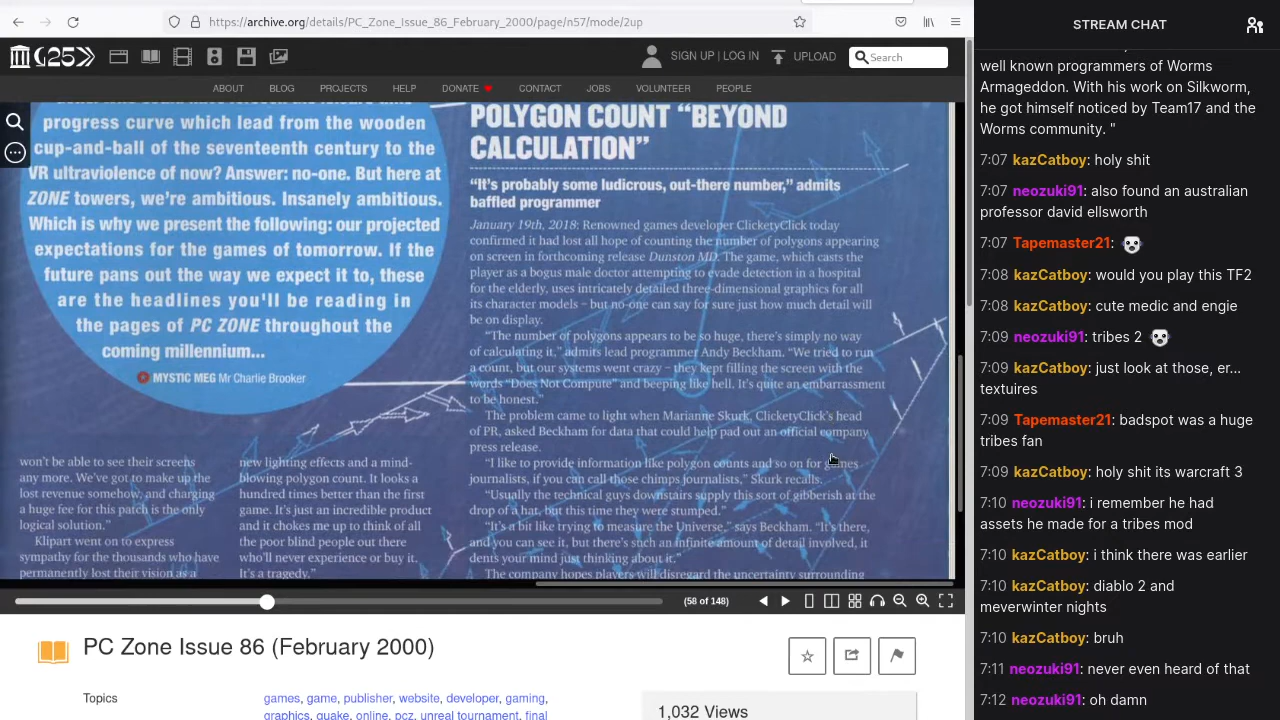 https://archive.org/details/PC_Zone_Issue_86_February_2000/page/n57/mode/2up
25
SIGN UP | LOG IN
UPLOAD
Search
ABOUT
BLOG
PROJECTS
HELP
DONATE
CONTACT
JOBS
VOLUNTEER
PEOPLE
progress curve which lead from the wooden
cup-and-ball of the seventeenth century to the
VR ultraviolence of now? Answer: no-one. But here at
ZONE towers, we're ambitious. Insanely ambitious.
Which is why we present the following: our projected
expectations for the games of tomorrow. If the
future pans out the way we expect it to, these
are the headlines you'll be reading in
the pages of PC ZONE throughout the
coming millennium...
MYSTIC MEG Mr Charlie Brooker
won't be able to see their screens
any more. We've got to make up the
lost revenue somehow, and charging
a huge fee for this patch is the only
logical solution."
Klipart went on to express
sympathy for the thousands who have
permanently lost their vision as a
new lighting effects and a mind-
blowing polygon count. It looks a
hundred times better than the first
game. It's just an incredible product
and it chokes me up to think of all
the poor blind people out there
who'll never experience or buy it.
It's a tragedy."
POLYGON COUNT "BEYOND
CALCULATION"
"It's probably some ludicrous, out-there number," admits
baffled programmer
January 19th, 2018: Renowned games developer ClicketyClick today
confirmed it had lost all hope of counting the number of polygons appearing
on screen in forthcoming release Dunston MD. The game, which casts the
player as a bogus male doctor attempting to evade detection in a hospital
for the elderly, uses intricately detailed three-dimensional graphics for all
its character models – but no-one can say for sure just how much detail will
be on display.
"The number of polygons appears to be so huge, there's simply no way
of calculating it," admits lead programmer Andy Beckham. "We tried to run
a count, but our systems went crazy – they kept filling the screen with the
words "Does Not Compute" and beeping like hell. It's quite an embarrassment
to be honest."
The problem came to light when Marianne Skurk, ClicketyClick's head
of PR, asked Beckham for data that could help pad out an official company
press release.
"I like to provide information like polygon counts and so on for games
journalists, if you can call those chimps journalists," Skurk recalls.
"Usually the technical guys downstairs supply this sort of gibberish at the
drop of a hat, but this time they were stumped."
"It's a bit like trying to measure the Universe," says Beckham. "It's there,
and you can see it, but there's such an infinite amount of detail involved, it
dents your mind just thinking about it."
The company hopes players will disregard the uncertainty surrounding
(58 of 148)
PC Zone Issue 86 (February 2000)
Topics
games, game, publisher, website, developer, gaming,
graphics, quake, online, pcz, unreal tournament, final
1,032 Views
STREAM CHAT
well known programmers of Worms
Armageddon. With his work on Silkworm,
he got himself noticed by Team17 and the
Worms community. "
7:07 kazCatboy: holy shit
7:07 neozuki91: also found an australian
professor david ellsworth
7:07 Tapemaster21:
7:08 kazCatboy: would you play this TF2
7:08 kazCatboy: cute medic and engie
7:09 neozuki91: tribes 2
7:09 kazCatboy: just look at those, er...
textuires
7:09 Tapemaster21: badspot was a huge
tribes fan
7:09 kazCatboy: holy shit its warcraft 3
7:10 neozuki91: i remember he had
assets he made for a tribes mod
7:10 kazCatboy: i think there was earlier
7:10 kazCatboy: diablo 2 and
meverwinter nights
7:10 kazCatboy: bruh
7:11 neozuki91: never even heard of that
7:12 neozuki91: oh damn